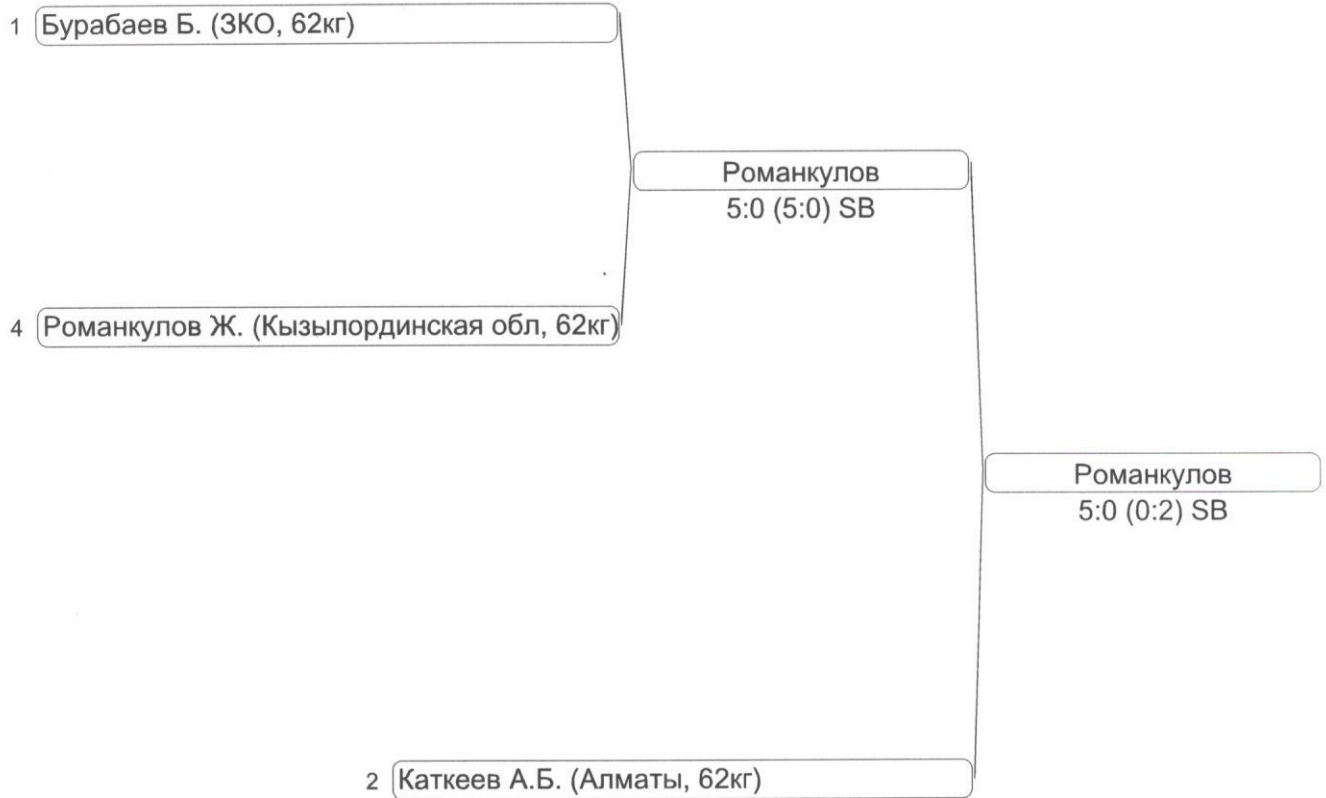 1 Бурабаев Б. (ЗКО, 62кг)
Романкулов
5:0 (5:0) SB
4 Романкулов Ж. (Кызылординская обл, 62кг)
Романкулов
5:0 (0:2) SB
2 Каткеев А.Б. (Алматы, 62кг)